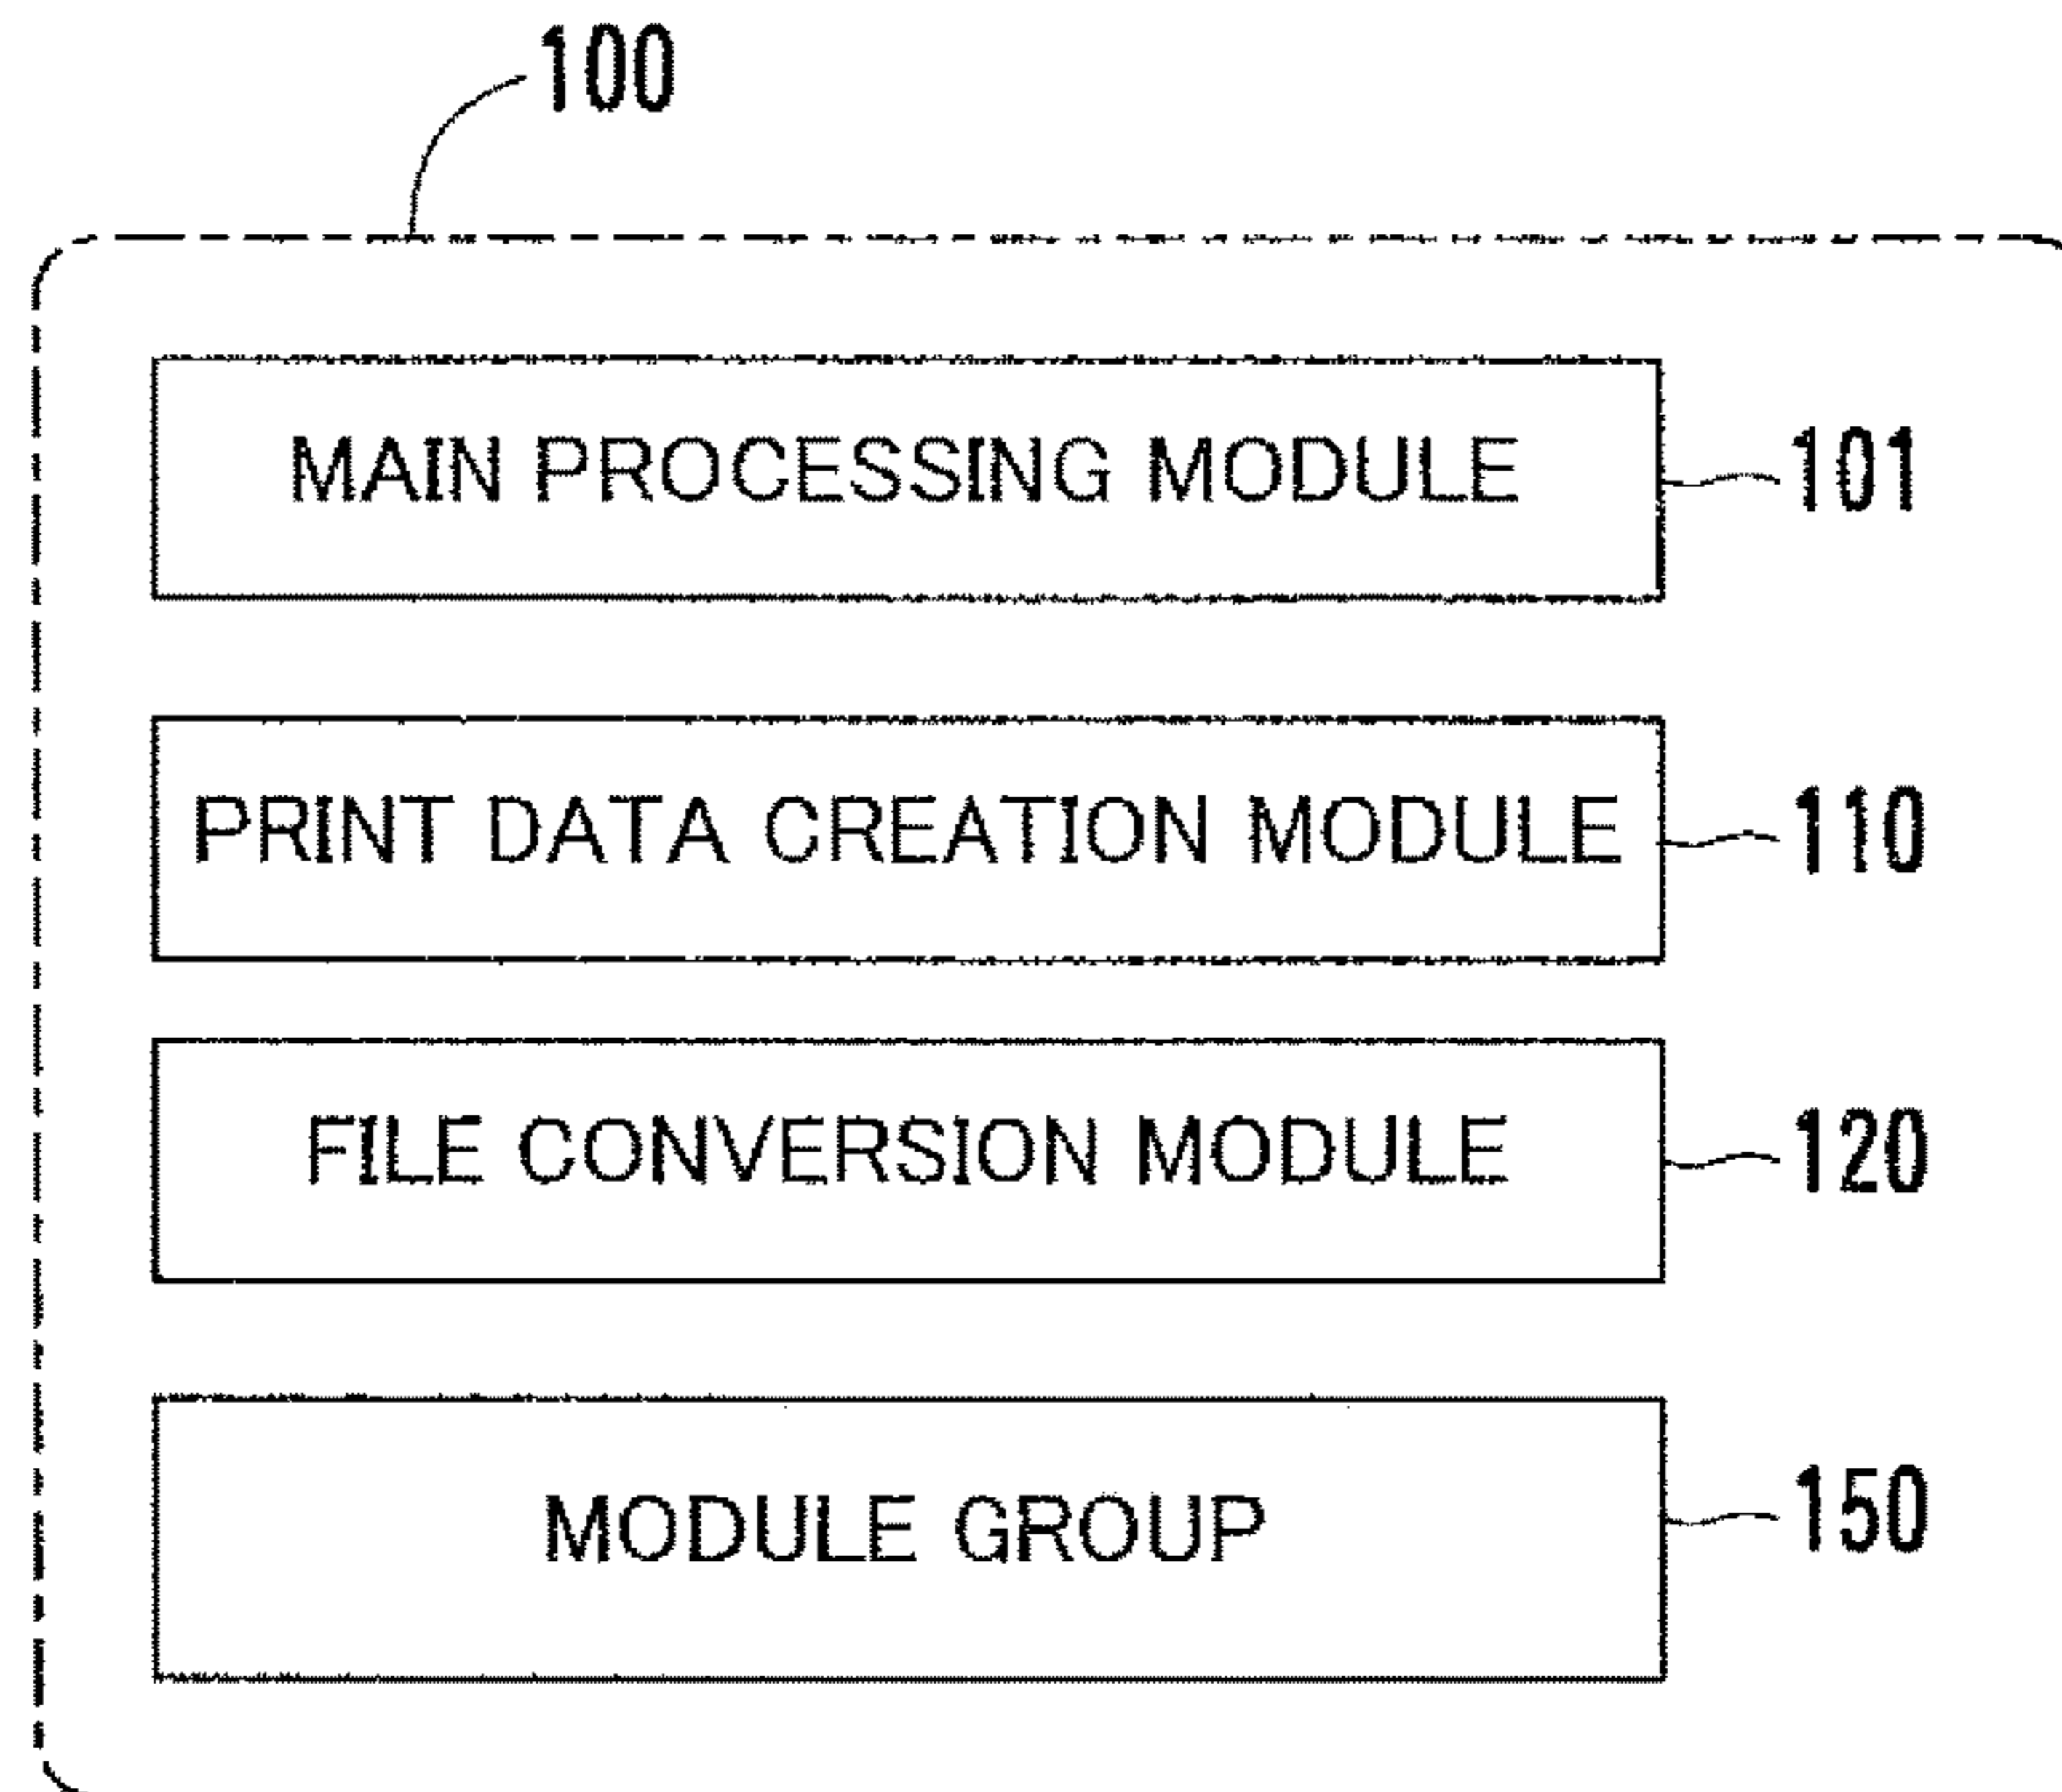 100
MAIN PROCESSING MODULE 101
PRINT DATA CREATION MODULE 110
FILE CONVERSION MODULE 120
MODULE GROUP 150